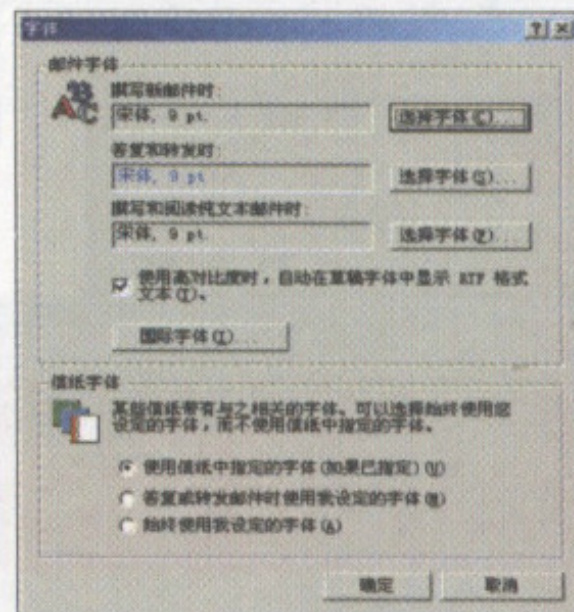 字体
邮件字体
撰写新邮件时:
宋体, 9 pt.
选择字体(C)...
答复和转发时:
宋体, 9 pt
选择字体(S)...
撰写和阅读纯文本邮件时:
宋体, 9 pt.
选择字体(P)...
使用高对比度时，自动在草稿字体中显示 RTF 格式
文本(T)。
国际字体(I)...
信纸字体
某些信纸带有与之相关的字体。可以选择始终使用您
设定的字体，而不使用信纸中指定的字体。
使用信纸中指定的字体(如果已指定)(U)
答复或转发邮件时使用我设定的字体(N)
始终使用我设定的字体(A)
确定
取消